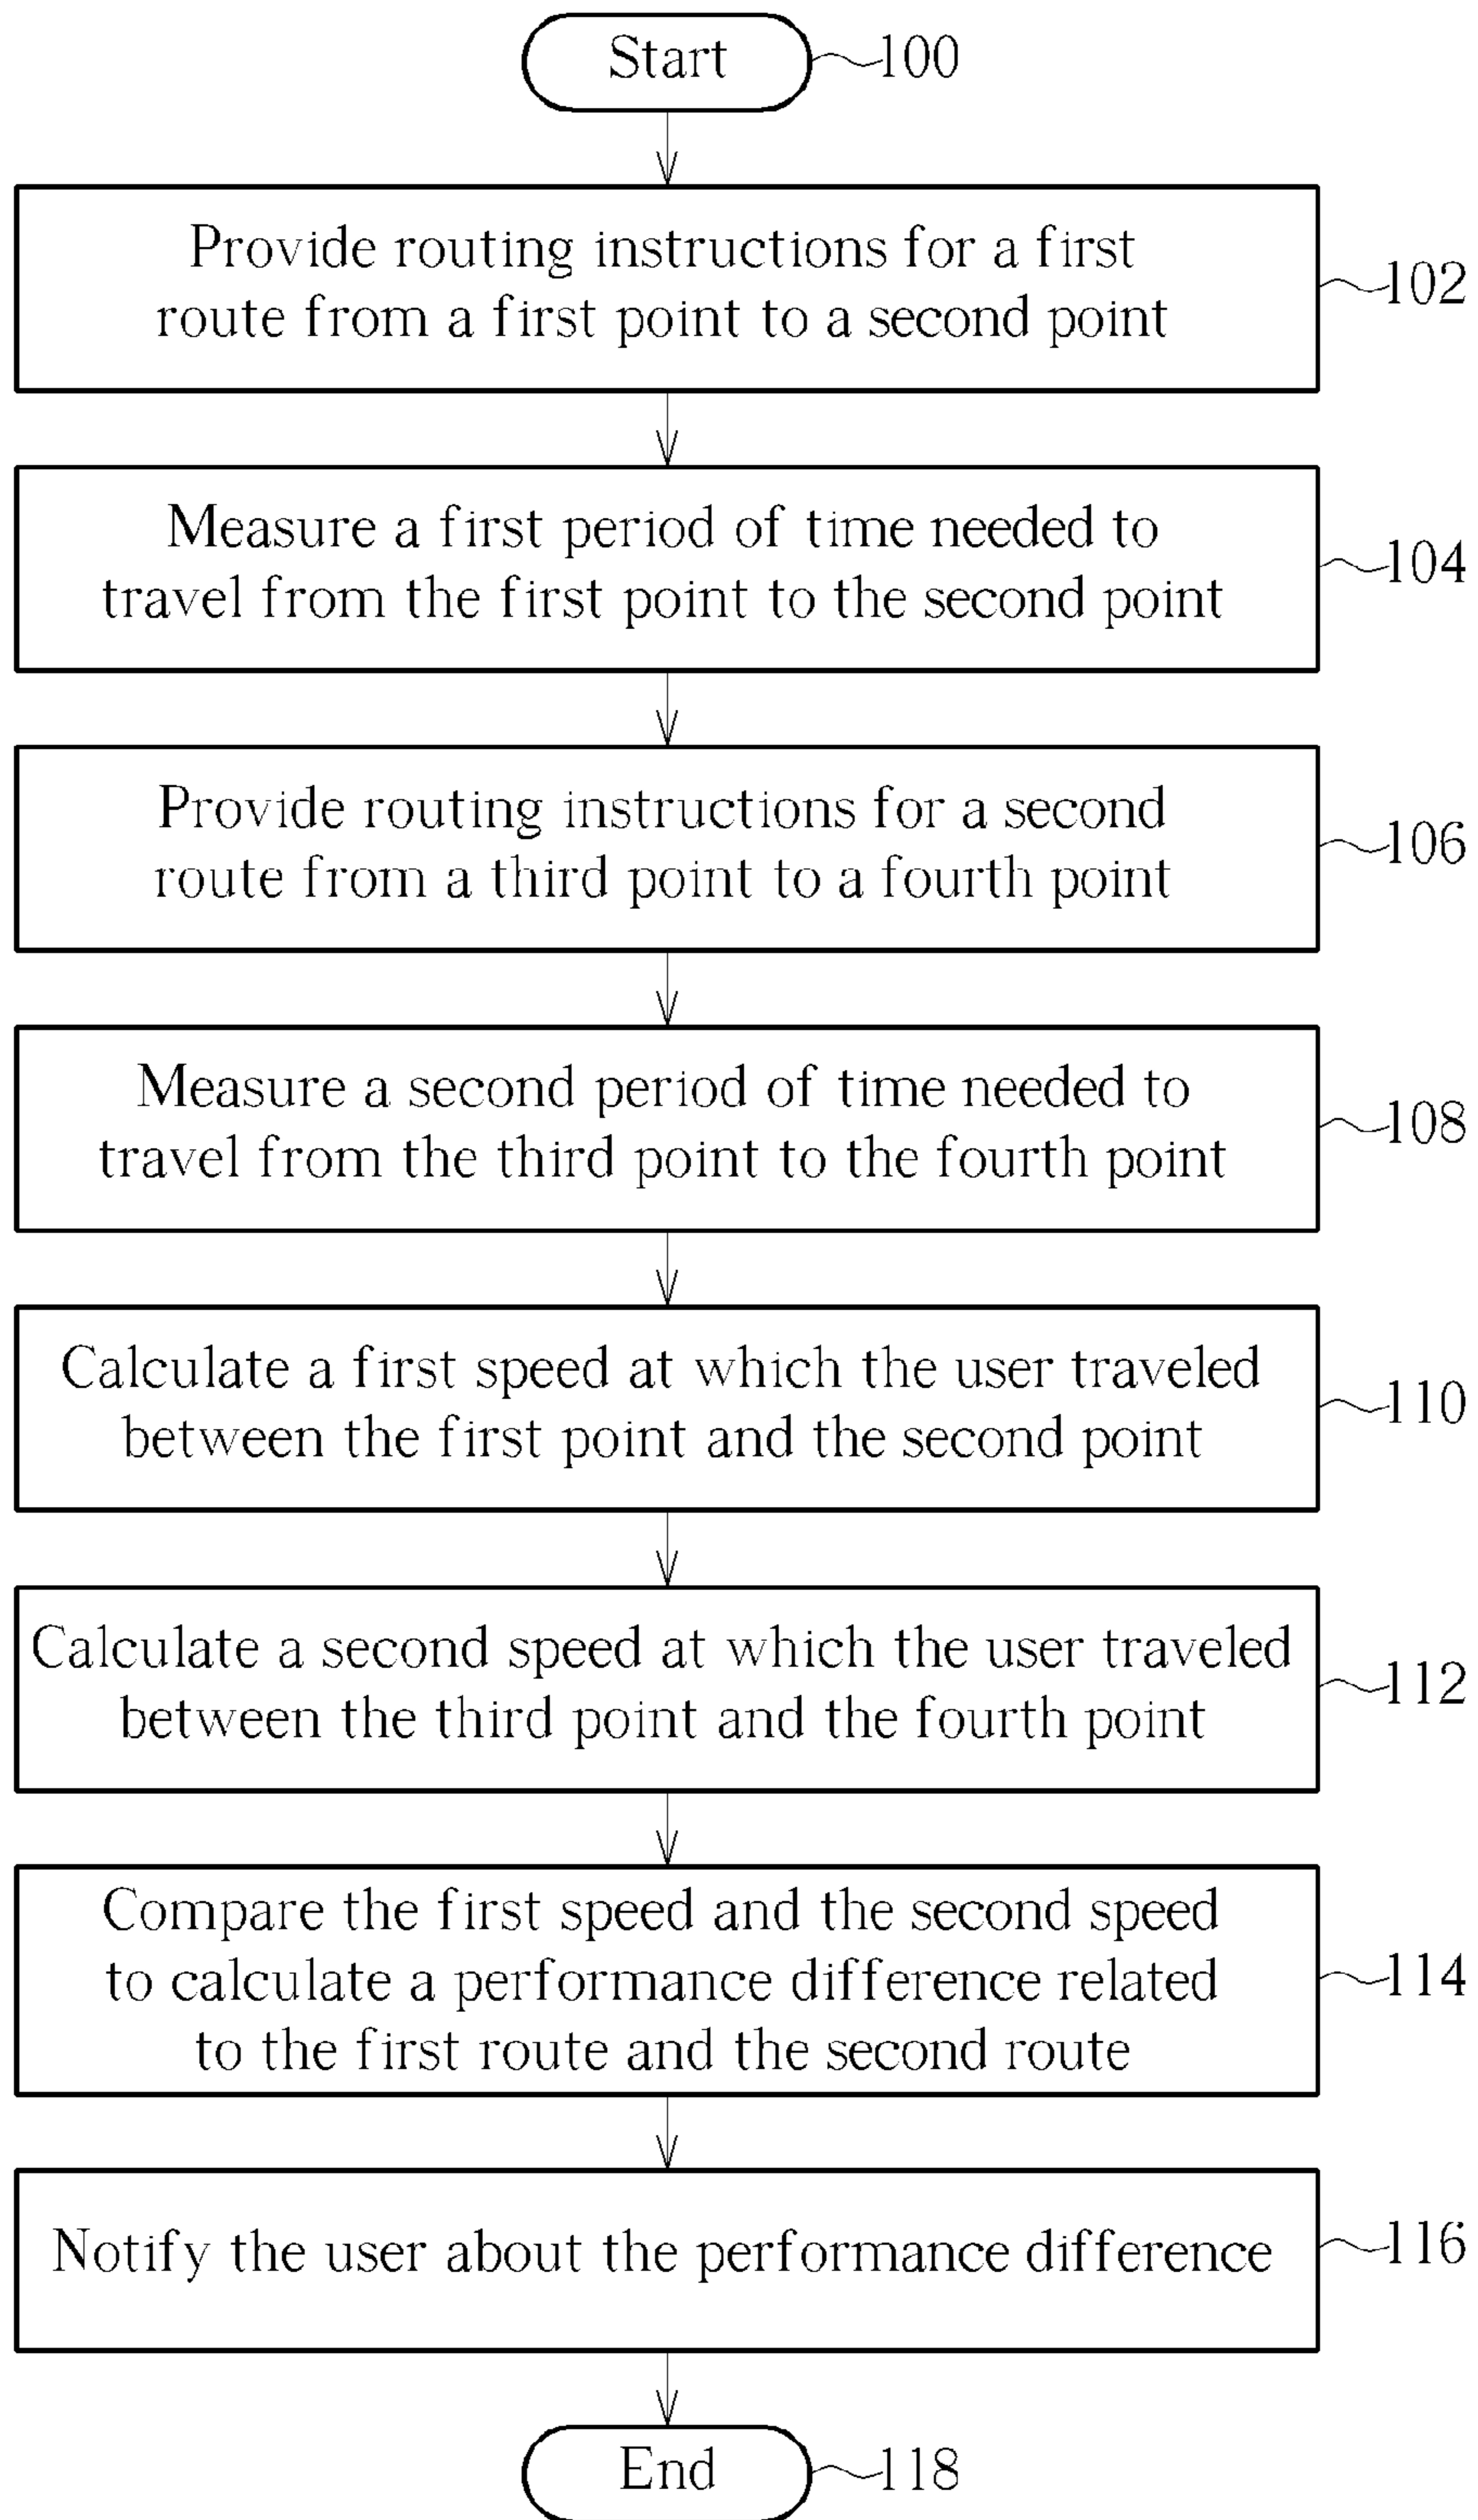 Start
100
Provide routing instructions for a first
route from a first point to a second point
102
Measure a first period of time needed to
travel from the first point to the second point
104
Provide routing instructions for a second
route from a third point to a fourth point
106
Measure a second period of time needed to
travel from the third point to the fourth point
108
Calculate a first speed at which the user traveled
between the first point and the second point
110
Calculate a second speed at which the user traveled
between the third point and the fourth point
112
Compare the first speed and the second speed
to calculate a performance difference related
to the first route and the second route
114
Notify the user about the performance difference
116
End
118